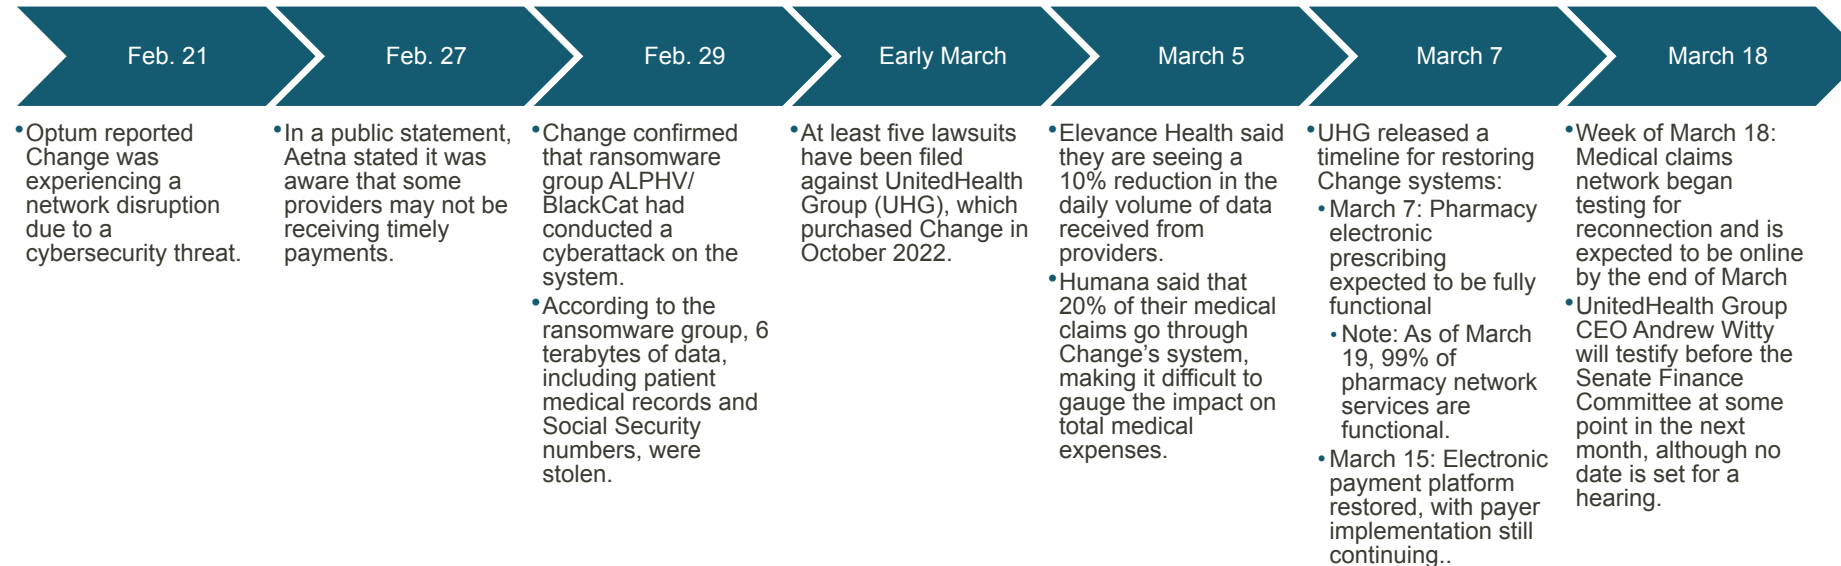 Feb. 21
Feb. 27
Feb. 29
Early March
March 5
March 7
March 18
•Optum reported
Change was
experiencing a
network disruption
due to a
cybersecurity threat.
•In a public statement,
Aetna stated it was
aware that some
providers may not be
receiving timely
payments.
•Change confirmed
that ransomware
group ALPHV/
BlackCat had
conducted a
cyberattack on the
system.
•According to the
ransomware group, 6
terabytes of data,
including patient
medical records and
Social Security
numbers, were
stolen.
•At least five lawsuits
have been filed
against UnitedHealth
Group (UHG), which
purchased Change in
October 2022.
•Elevance Health said
they are seeing a
10% reduction in the
daily volume of data
received from
providers.
•Humana said that
20% of their medical
claims go through
Change’s system,
making it difficult to
gauge the impact on
total medical
expenses.
•UHG released a
timeline for restoring
Change systems:
•March 7: Pharmacy
electronic
prescribing
expected to be fully
functional
•Note: As of March
19, 99% of
pharmacy network
services are
functional.
•March 15: Electronic
payment platform
restored, with payer
implementation still
continuing..
•Week of March 18:
Medical claims
network began
testing for
reconnection and is
expected to be online
by the end of March
•UnitedHealth Group
CEO Andrew Witty
will testify before the
Senate Finance
Committee at some
point in the next
month, although no
date is set for a
hearing.